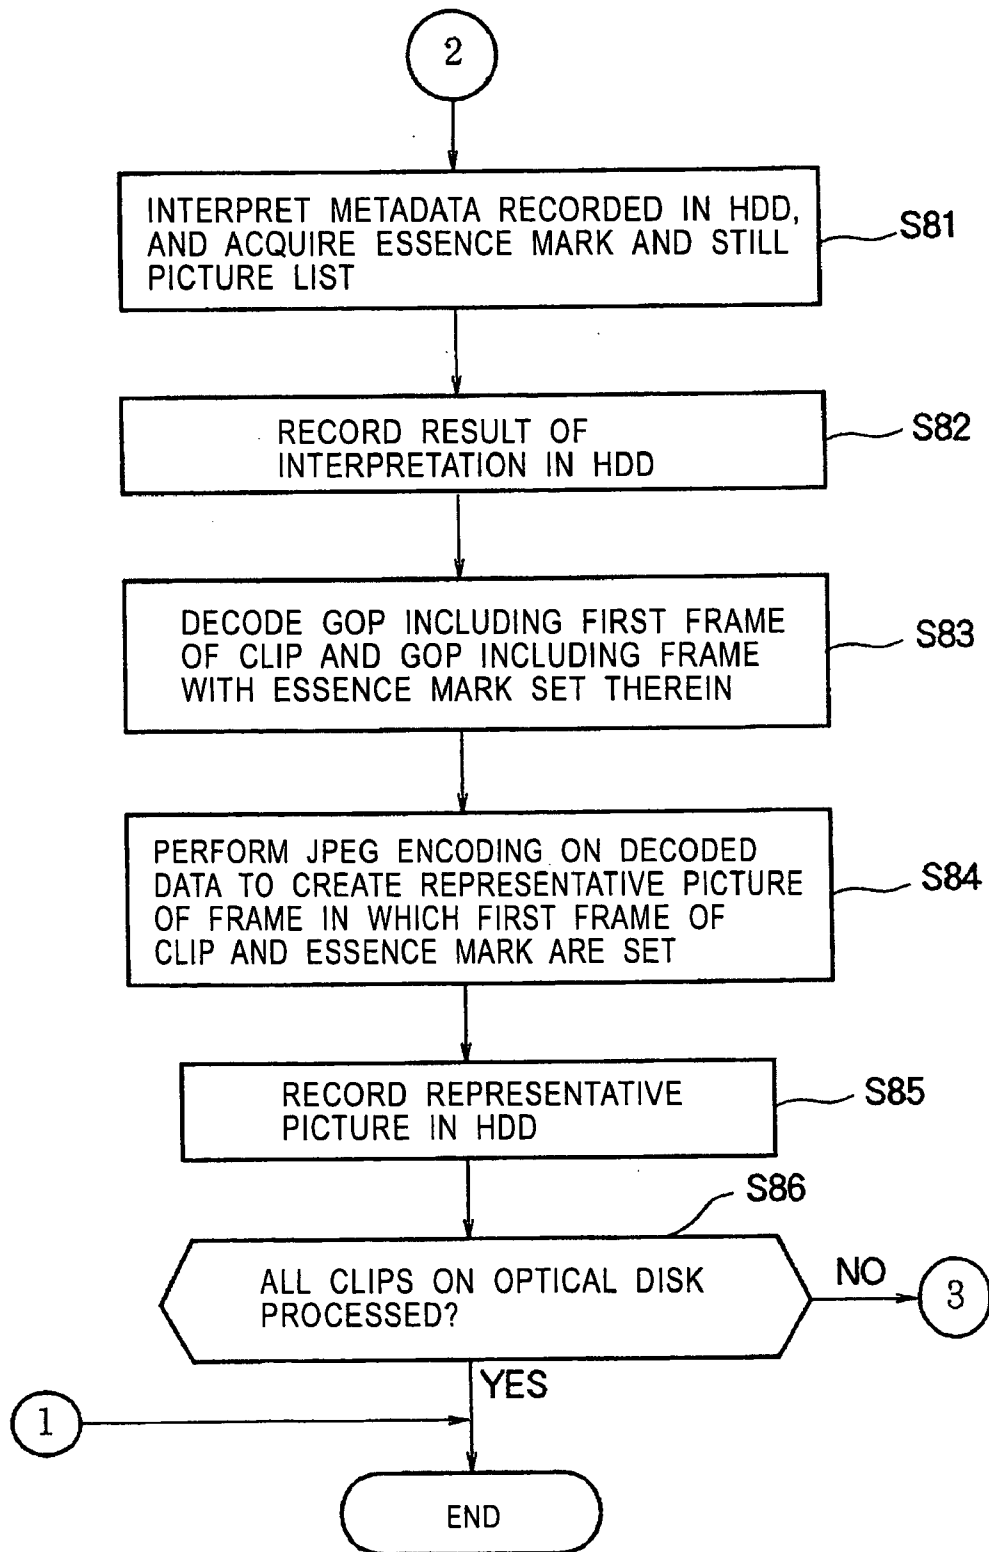 2
INTERPRET METADATA RECORDED IN HDD,
AND ACQUIRE ESSENCE MARK AND STILL
PICTURE LIST
S81
RECORD RESULT OF
INTERPRETATION IN HDD
S82
DECODE GOP INCLUDING FIRST FRAME
OF CLIP AND GOP INCLUDING FRAME
WITH ESSENCE MARK SET THEREIN
S83
PERFORM JPEG ENCODING ON DECODED
DATA TO CREATE REPRESENTATIVE PICTURE
OF FRAME IN WHICH FIRST FRAME OF
CLIP AND ESSENCE MARK ARE SET
S84
RECORD REPRESENTATIVE
PICTURE IN HDD
S85
S86
ALL CLIPS ON OPTICAL DISK
PROCESSED?
NO
3
YES
1
END